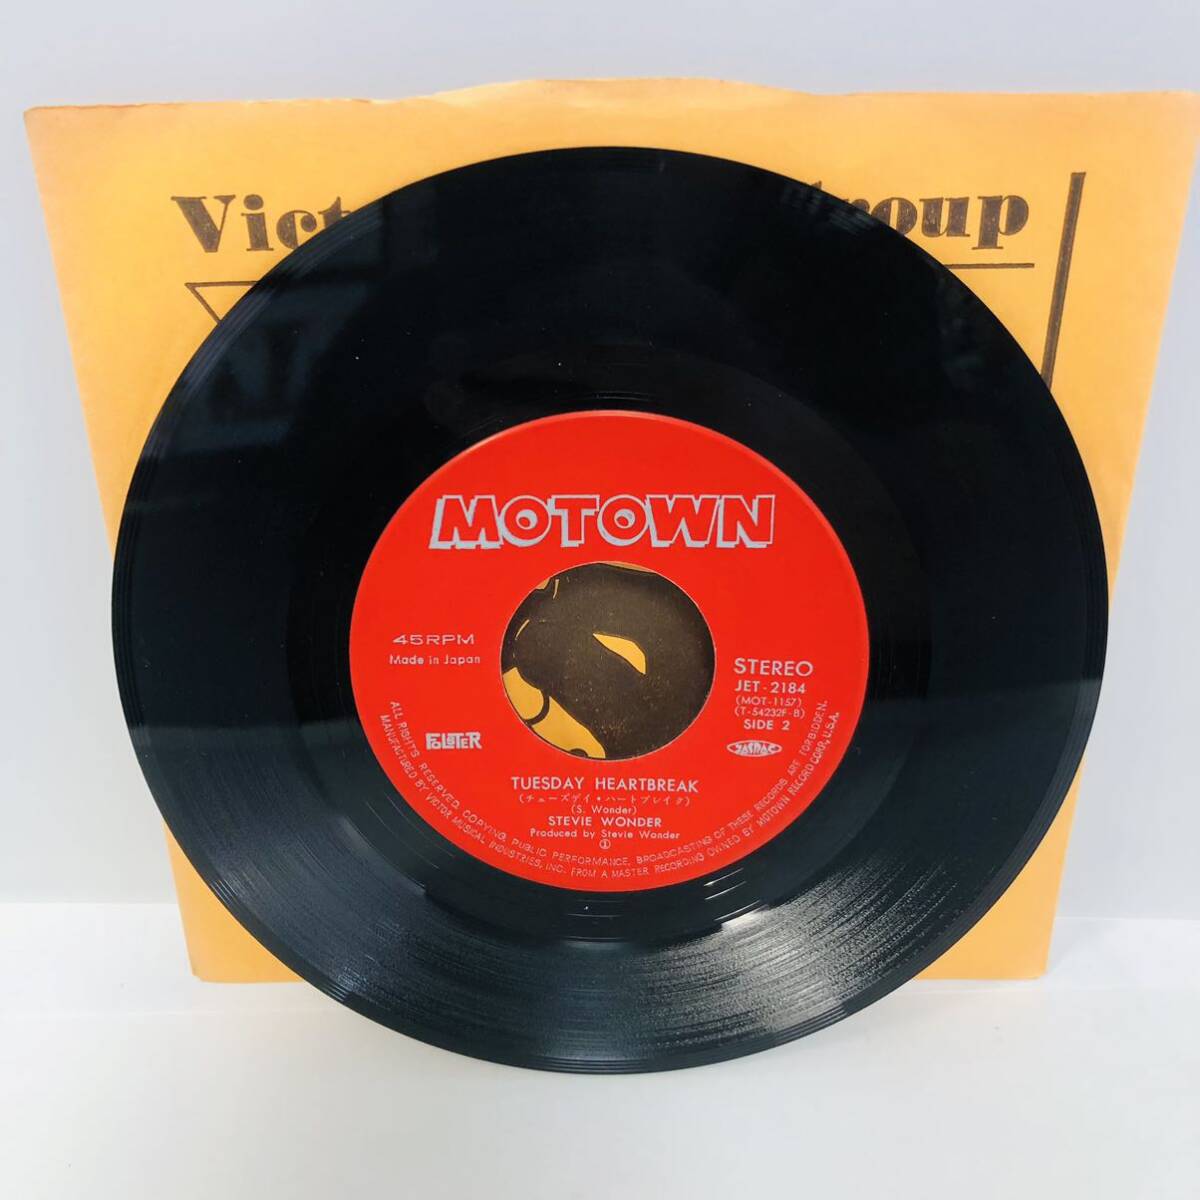 Vict roup
MOTOWN
45RPM
Made in Japan
STEREO
JET-2184
(MOT-1157)
(T-54232F-B)
SIDE 2
FoLSTER
JASRAC
TUESDAY HEARTBREAK
(チューズデイ・ハートブレイク)
(S. Wonder)
STEVIE WONDER
Produced by Stevie Wonder
①
ALL RIGHTS RESERVED. COPYING, PUBLIC PERFORMANCE, BROADCASTING OF THESE RECORDS ARE FORBIDDEN.
MANUFACTURED BY VICTOR MUSICAL INDUSTRIES, INC. FROM A MASTER RECORDING OWNED BY MOTOWN RECORD CORP., U.S.A.